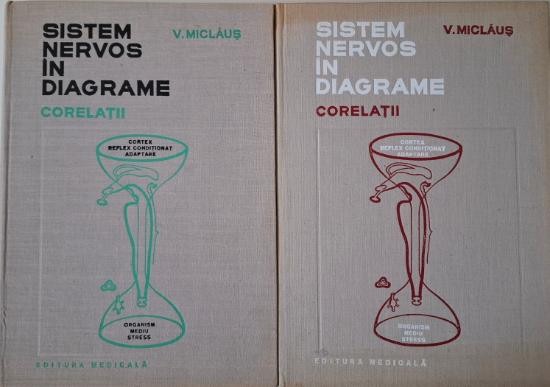 SISTEM
NERVOS
ÎN
DIAGRAME
V. MICLĂUȘ
CORELAȚII
CORTEX
REFLEX CONDIȚIONAT
ADAPTARE
ORGANISM
MEDIU
STRESS
EDITURA MEDICALĂ
SISTEM
NERVOS
ÎN
DIAGRAME
V. MICLĂUȘ
CORELAȚII
CORTEX
REFLEX CONDIȚIONAT
ADAPTARE
ORGANISM
MEDIU
STRESS
EDITURA MEDICALĂ